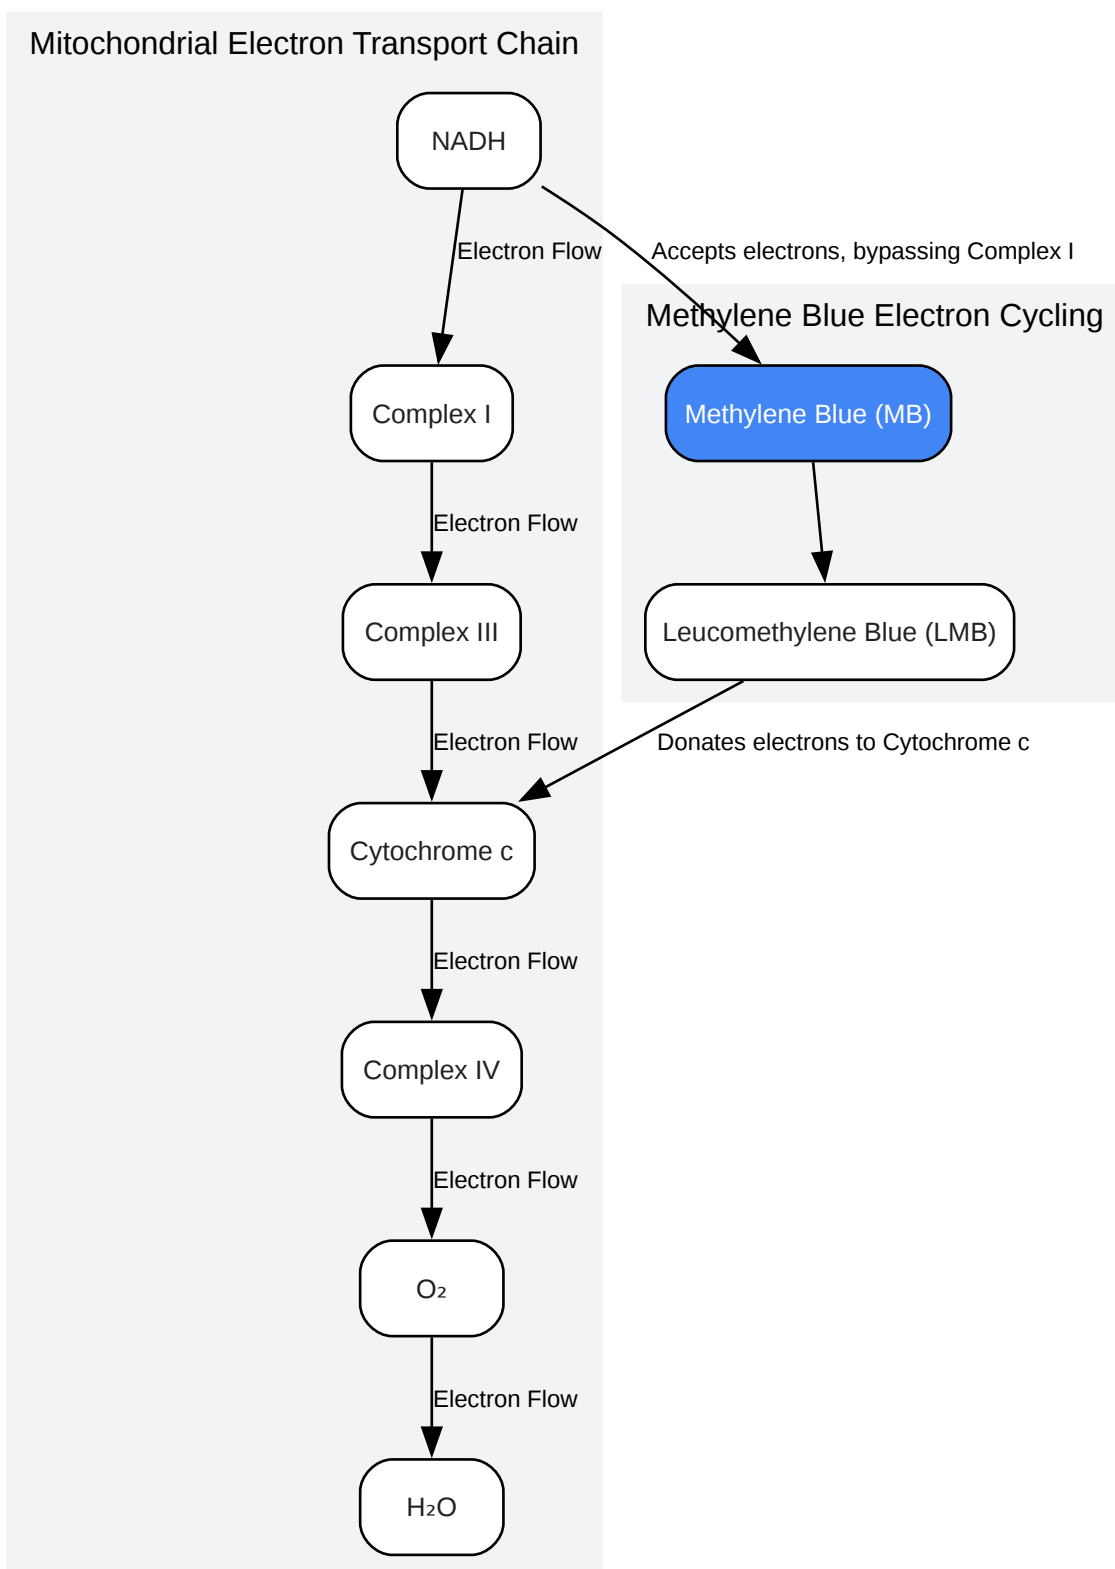 Mitochondrial Electron Transport Chain
NADH
Electron Flow
Accepts electrons, bypassing Complex I
Methylene Blue Electron Cycling
Complex I
Methylene Blue (MB)
Electron Flow
Complex III
Leucomethylene Blue (LMB)
Electron Flow
Donates electrons to Cytochrome c
Cytochrome c
Electron Flow
Complex IV
Electron Flow
O₂
Electron Flow
H₂O